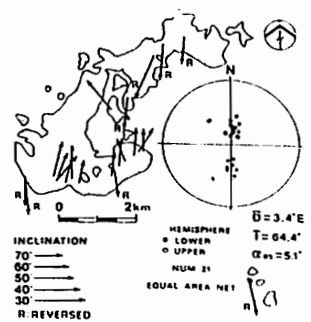 R
R
R
N
R
R
R
R
R
0 2km
HEMISPHERE
● LOWER
○ UPPER
NUM 21
EQUAL AREA NET
D̄=3.4°E
Ī=64.4°
α95=5.1°
INCLINATION
70°
60°
50°
40°
30°
R: REVERSED
R